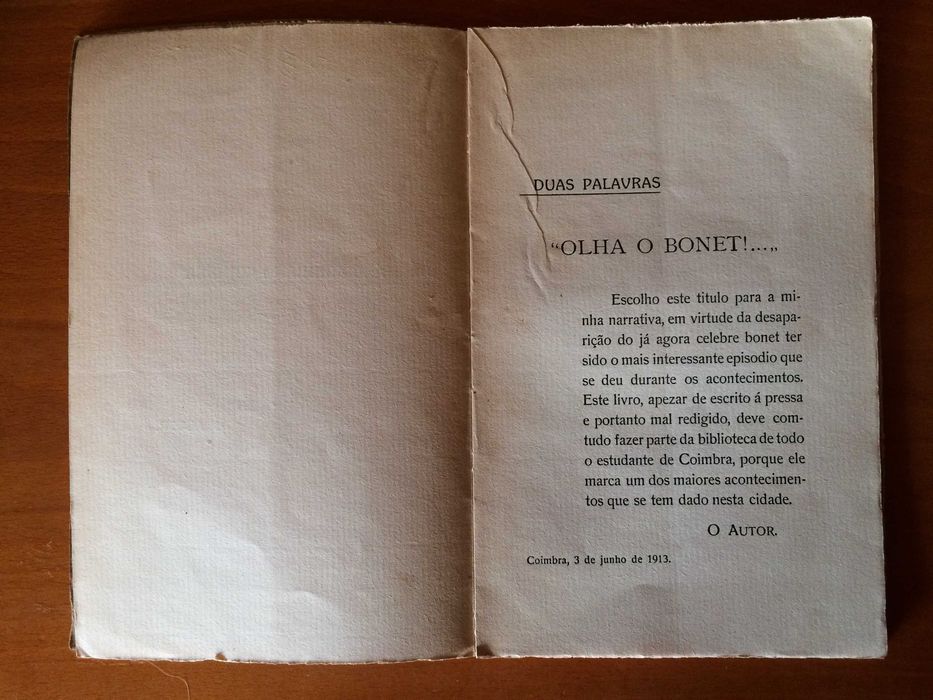 DUAS PALAVRAS
“OLHA O BONET!...„
Escolho este titulo para a mi-
nha narrativa, em virtude da desapa-
rição do já agora celebre bonet ter
sido o mais interessante episodio que
se deu durante os acontecimentos.
Este livro, apezar de escrito á pressa
e portanto mal redigido, deve com-
tudo fazer parte da biblioteca de todo
o estudante de Coimbra, porque ele
marca um dos maiores acontecimen-
tos que se tem dado nesta cidade.
O AUTOR.
Coimbra, 3 de junho de 1913.